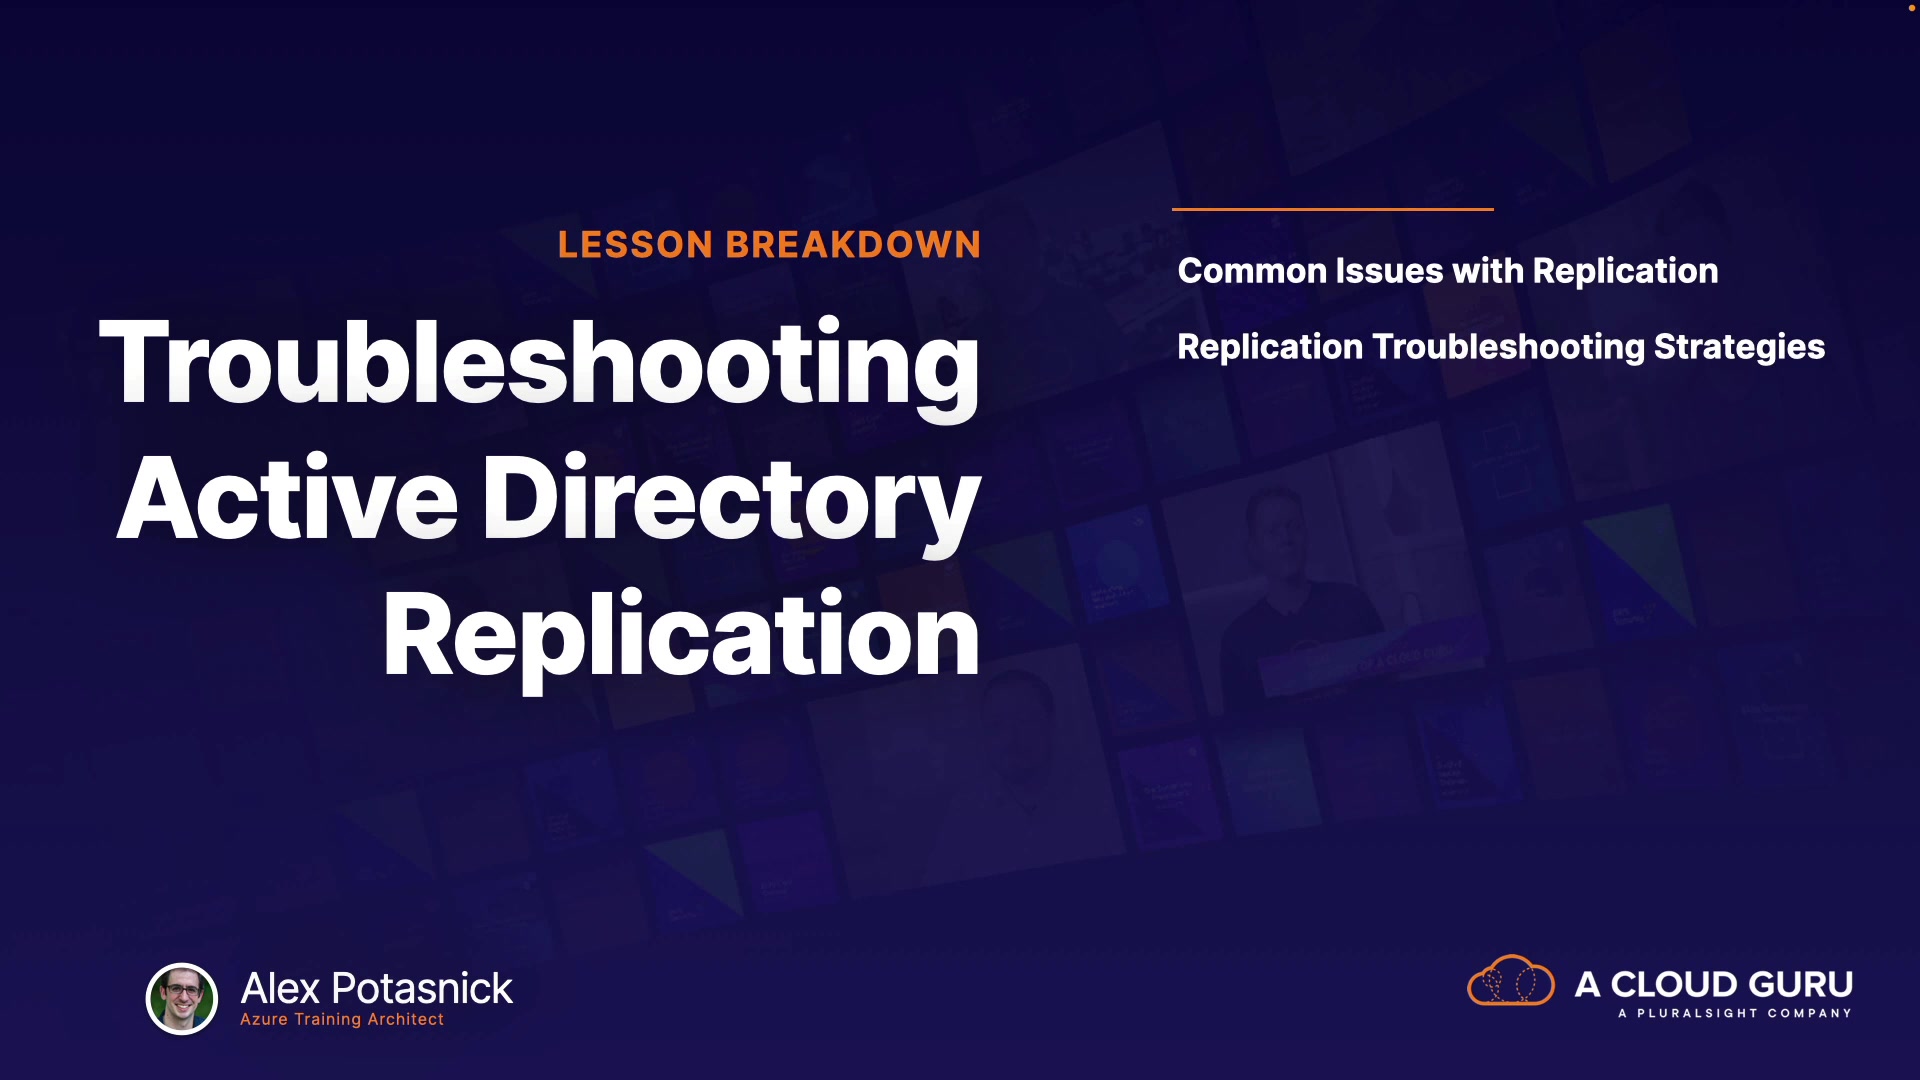 LESSON BREAKDOWN
Troubleshooting
Active Directory
Replication
Common Issues with Replication
Replication Troubleshooting Strategies
Alex Potasnick
Azure Training Architect
A CLOUD GURU
A PLURALSIGHT COMPANY